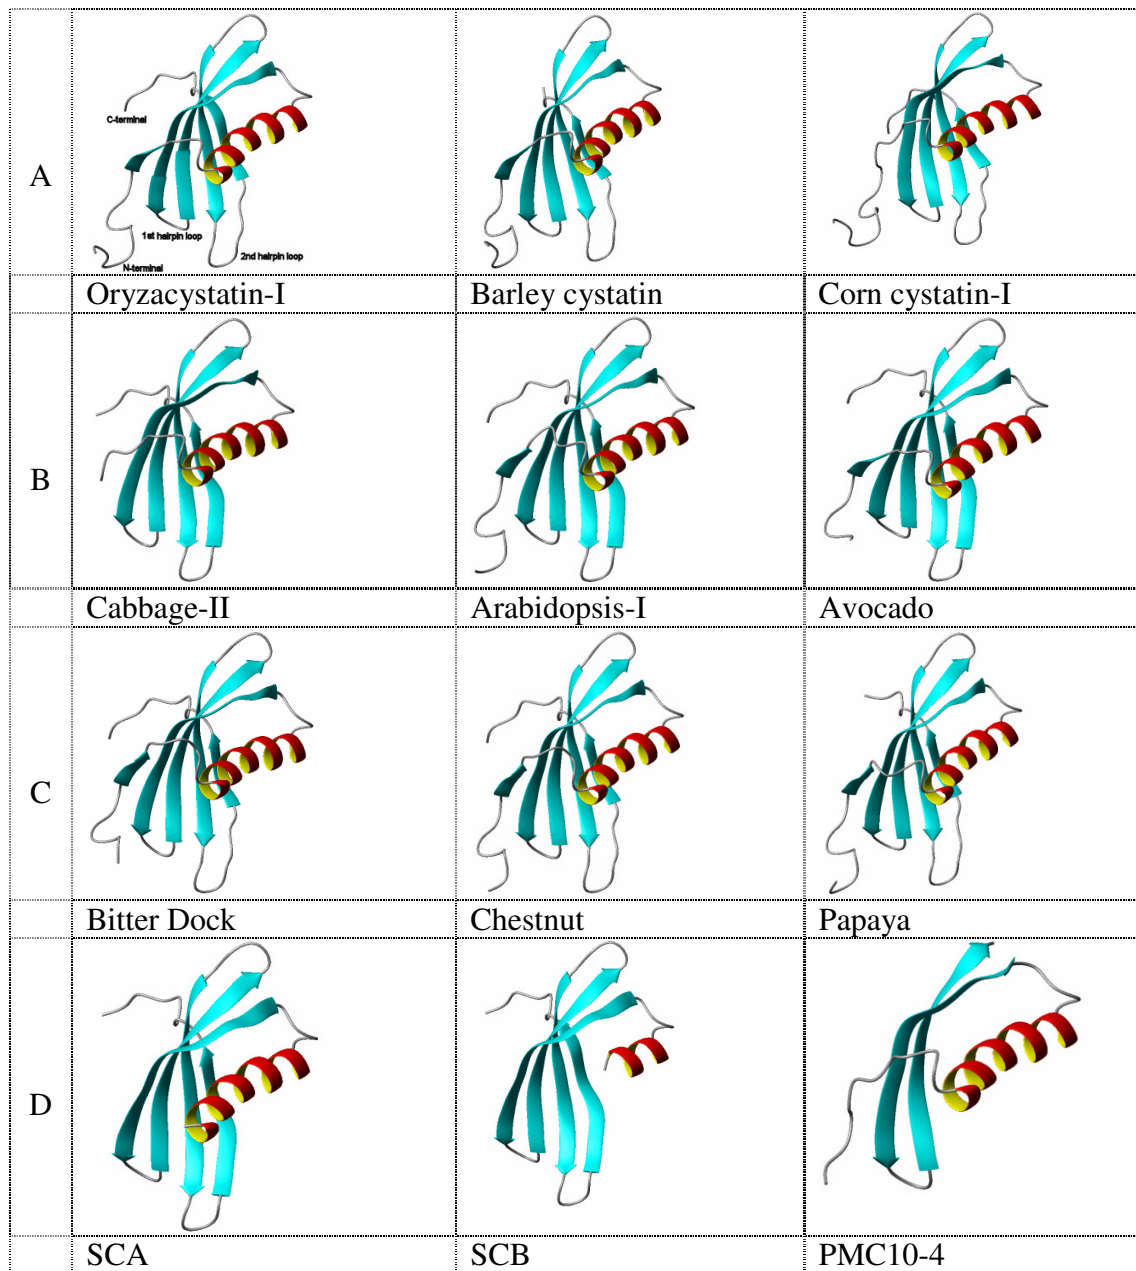 C-terminal
A
1st hairpin loop
2nd hairpin loop
N-terminal
Oryzacystatin-I Barley cystatin Corn cystatin-I
B
Cabbage-II Arabidopsis-I Avocado
C
Bitter Dock Chestnut Papaya
D
SCA SCB PMC10-4